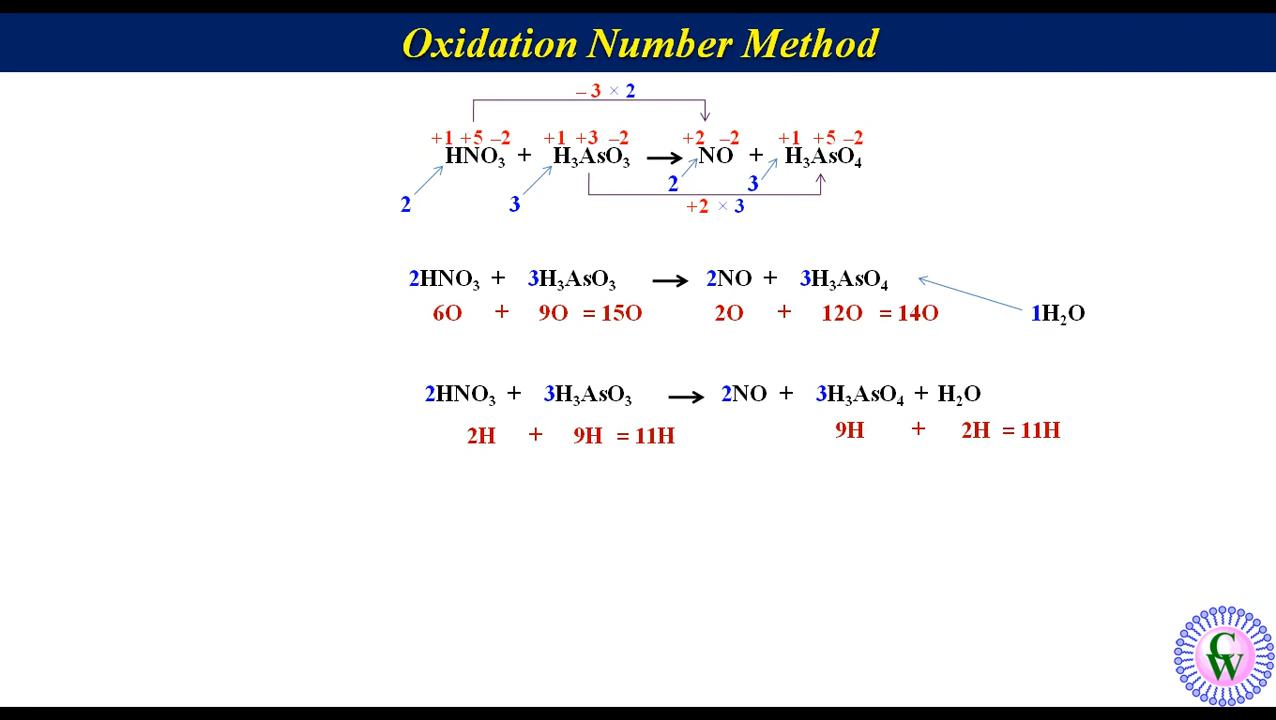 Oxidation Number Method
– 3 × 2
+1 +5 –2 +1 +3 –2 +2 –2 +1 +5 –2
HNO₃ + H₃AsO₃ → NO + H₃AsO₄
2 3
2 3
+2 × 3
2HNO₃ + 3H₃AsO₃ → 2NO + 3H₃AsO₄
6O + 9O = 15O 2O + 12O = 14O 1H₂O
2HNO₃ + 3H₃AsO₃ → 2NO + 3H₃AsO₄ + H₂O
2H + 9H = 11H 9H + 2H = 11H
CW